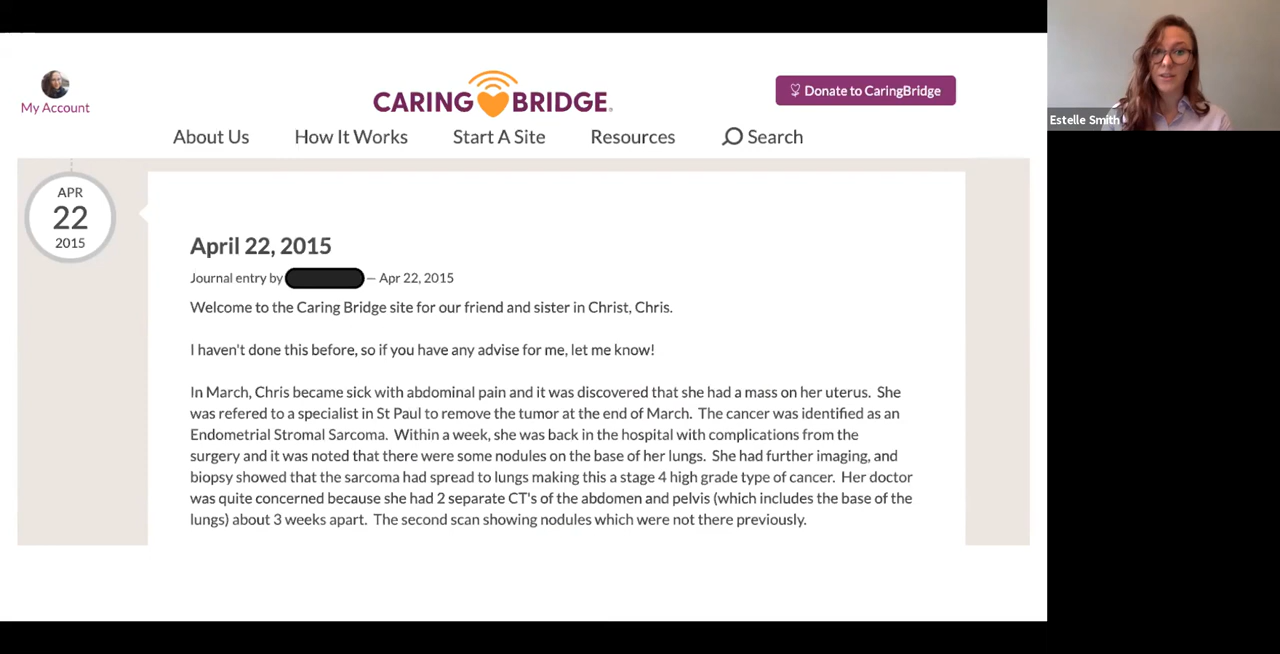 My Account
CARING BRIDGE
Donate to CaringBridge
About Us
How It Works
Start A Site
Resources
Search
Estelle Smith
APR
22
2015
April 22, 2015
Journal entry by — Apr 22, 2015
Welcome to the Caring Bridge site for our friend and sister in Christ, Chris.
I haven't done this before, so if you have any advise for me, let me know!
In March, Chris became sick with abdominal pain and it was discovered that she had a mass on her uterus. She
was refered to a specialist in St Paul to remove the tumor at the end of March. The cancer was identified as an
Endometrial Stromal Sarcoma. Within a week, she was back in the hospital with complications from the
surgery and it was noted that there were some nodules on the base of her lungs. She had further imaging, and
biopsy showed that the sarcoma had spread to lungs making this a stage 4 high grade type of cancer. Her doctor
was quite concerned because she had 2 separate CT's of the abdomen and pelvis (which includes the base of the
lungs) about 3 weeks apart. The second scan showing nodules which were not there previously.